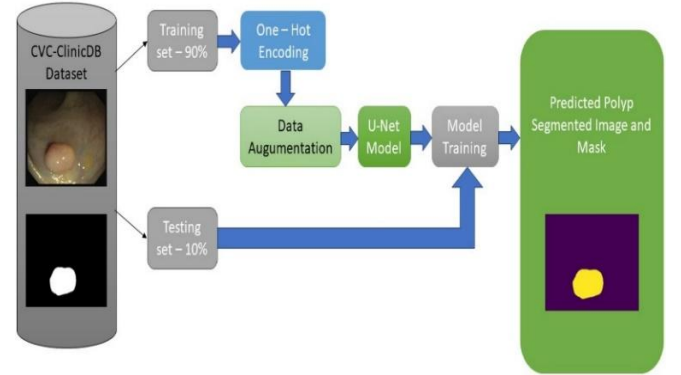 CVC-ClinicDB
Dataset
Training
set – 90%
One – Hot
Encoding
Data
Augumentation
U-Net
Model
Model
Training
Testing
set – 10%
Predicted Polyp
Segmented Image and
Mask